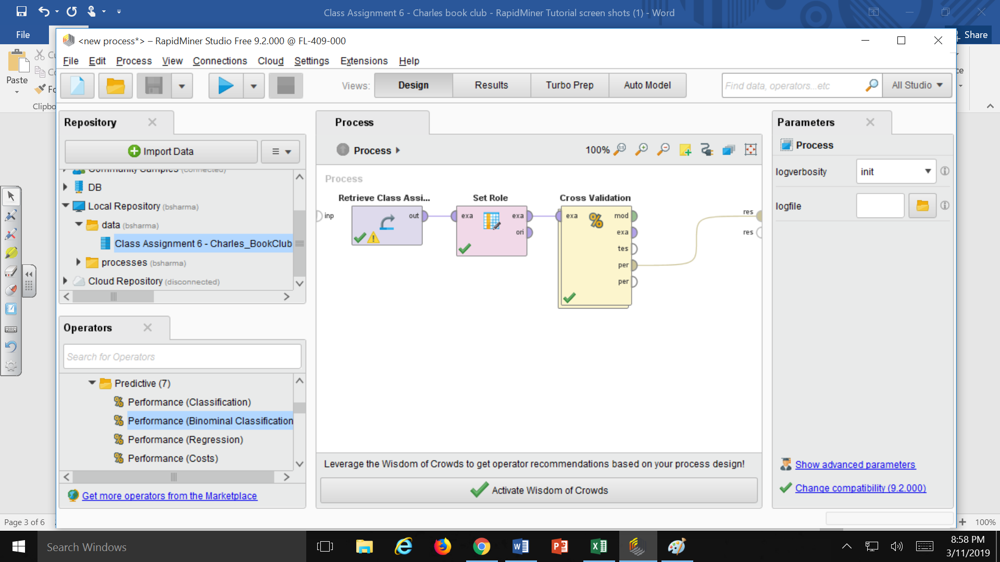 Class Assignment 6 - Charles book club - RapidMiner Tutorial screen shots (1) - Word
File
Share
<new process*> – RapidMiner Studio Free 9.2.000 @ FL-409-000
File Edit Process View Connections Cloud Settings Extensions Help
Paste
Clipb
Views:
Design
Results
Turbo Prep
Auto Model
Find data, operators...etc
All Studio
Repository
Import Data
Community Samples (connected)
DB
Local Repository (bsharma)
data (bsharma)
Class Assignment 6 - Charles_BookClub
processes (bsharma)
Cloud Repository (disconnected)
Operators
Search for Operators
Predictive (7)
Performance (Classification)
Performance (Binominal Classification
Performance (Regression)
Performance (Costs)
Get more operators from the Marketplace
Process
Process
100%
Process
Retrieve Class Assi...
Set Role
Cross Validation
inp
out
exa
exa
ori
exa
mod
exa
tes
per
per
res
res
Leverage the Wisdom of Crowds to get operator recommendations based on your process design!
Activate Wisdom of Crowds
Parameters
Process
logverbosity
init
logfile
Show advanced parameters
Change compatibility (9.2.000)
Page 3 of 6
100%
Search Windows
8:58 PM
3/11/2019